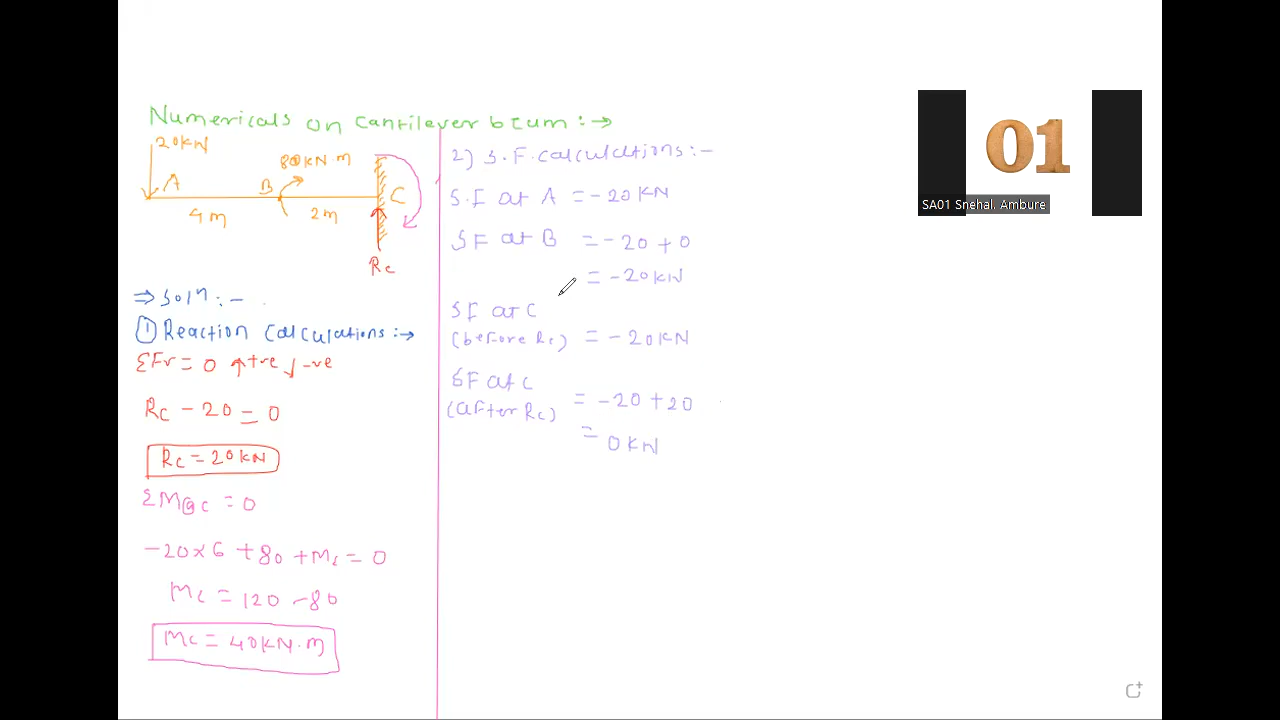 Numericals on Cantilever beam :→
20KN
A
B
80KN.m
C
4m
2m
Rc
⇒ Soln :-
① Reaction Calculations :→
ΣFv = 0 ↑+ve ↓-ve
Rc - 20 = 0
Rc = 20KN
ΣM@c = 0
-20×6 + 80 + Mc = 0
Mc = 120 - 80
Mc = 40KN.m
2) S.F. calculations :-
S.F at A = -20KN
SF at B = -20 + 0
= -20KN
SF at C
(before Rc) = -20KN
SF at C
(after Rc) = -20 + 20
= 0KN
01
SA01 Snehal. Ambure